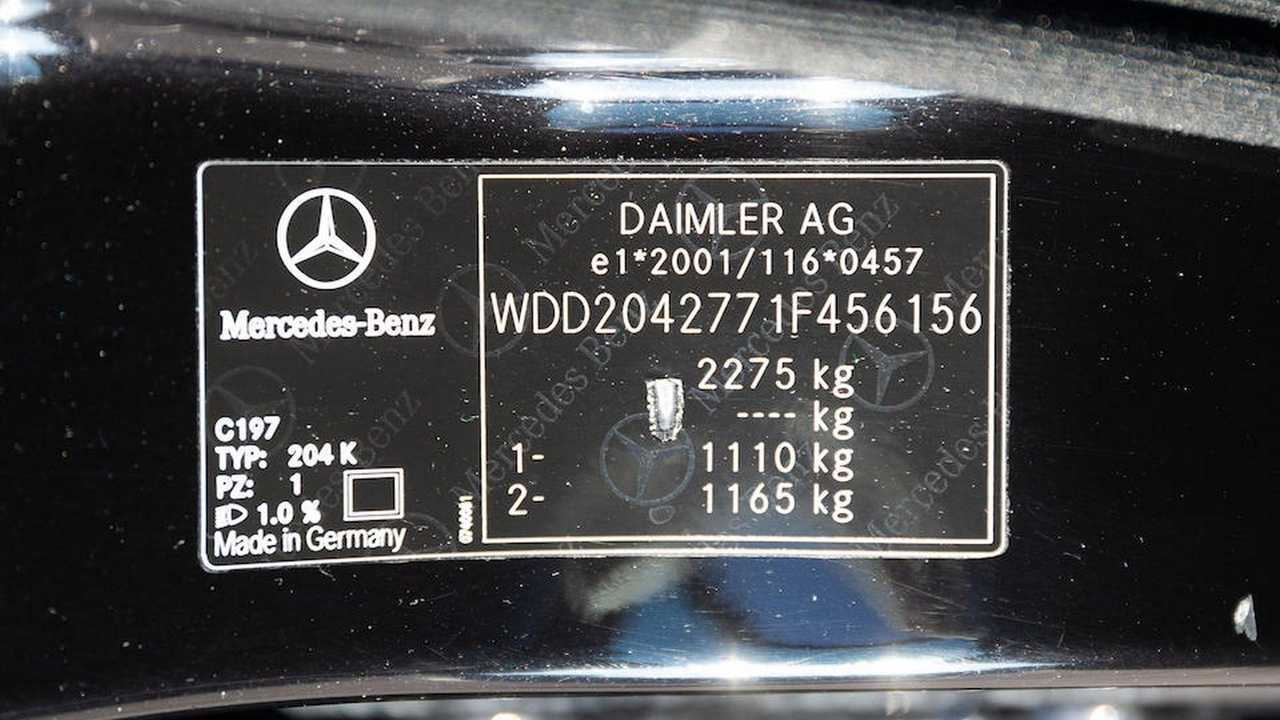 Mercedes-Benz
C197
TYP: 204 K
PZ: 1
1.0 %
Made in Germany
DAIMLER AG
e1*2001/116*0457
WDD2042771F456156
2275 kg
---- kg
1- 1110 kg
2- 1165 kg